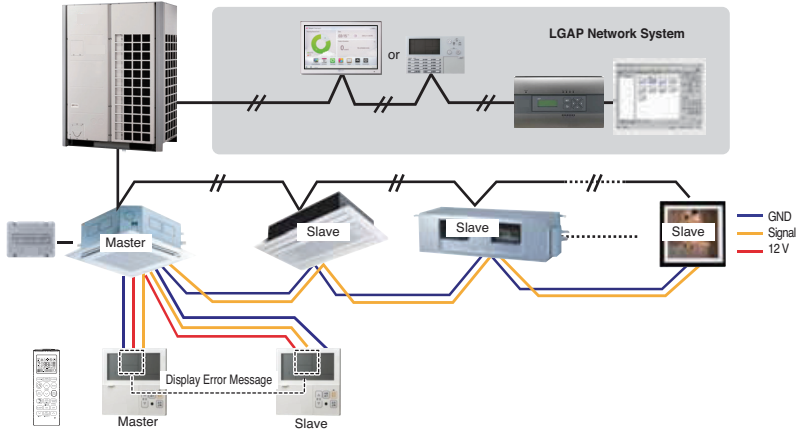 LGAP Network System
or
Master
Slave
Slave
Slave
GND
Signal
12 V
Display Error Message
Master
Slave